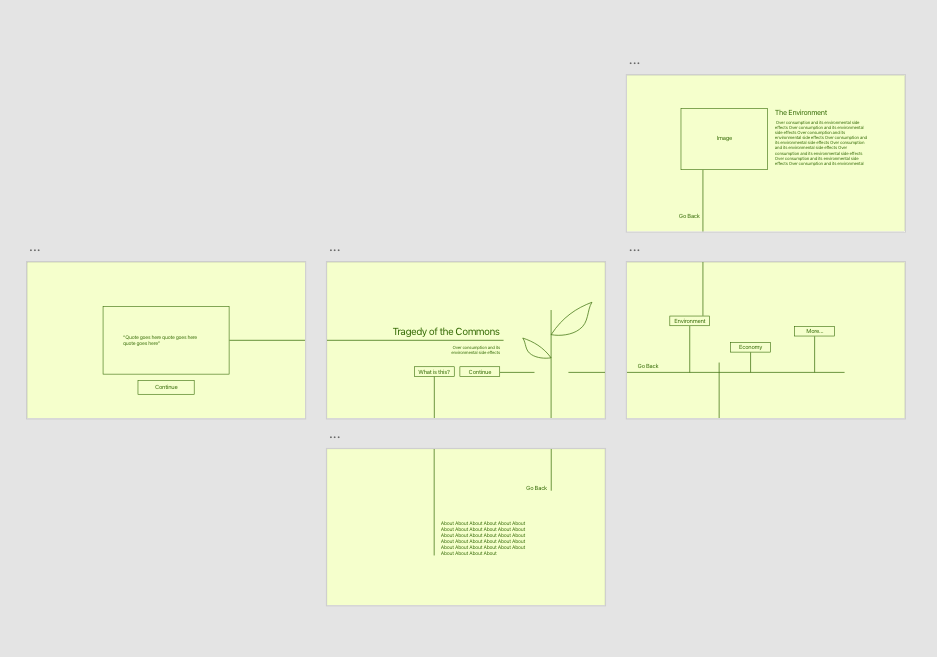 The Environment
Over consumption and its environmental side
effects Over consumption and its environmental
side effects Over consumption and its
environmental side effects Over consumption and
its environmental side effects Over consumption
and its environmental side effects Over
consumption and its environmental side effects
Over consumption and its environmental side
effects Over consumption and its environmental
Image
Go Back
"Quote goes here quote goes here
quote goes here"
Continue
Tragedy of the Commons
Over consumption and its
environmental side effects
What is this?
Continue
Environment
More...
Economy
Go Back
Go Back
About About About About About About
About About About About About About
About About About About About About
About About About About About About
About About About About About About
About About About About